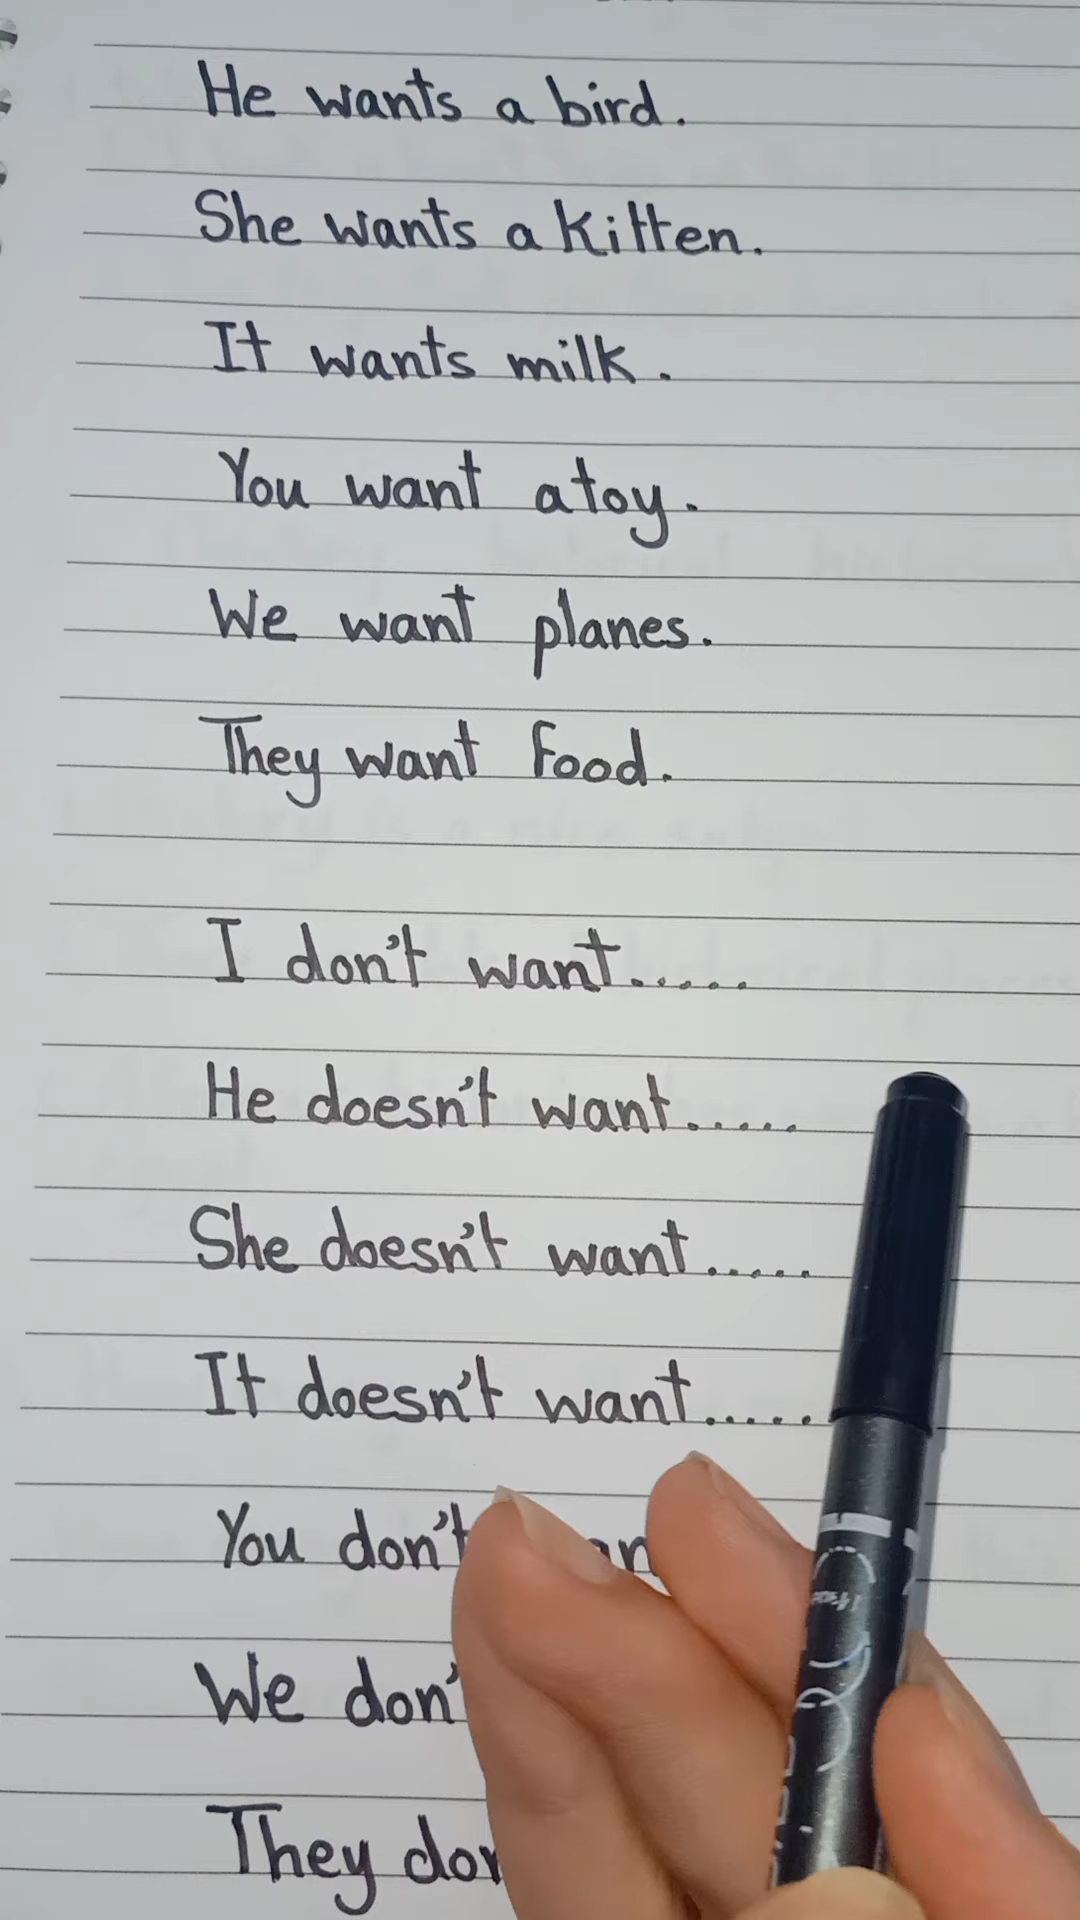 He wants a bird.
She wants a kitten.
It wants milk.
You want a toy.
We want planes.
They want food.
I don't want.....
He doesn't want.....
She doesn't want.....
It doesn't want.....
You don't
We
They